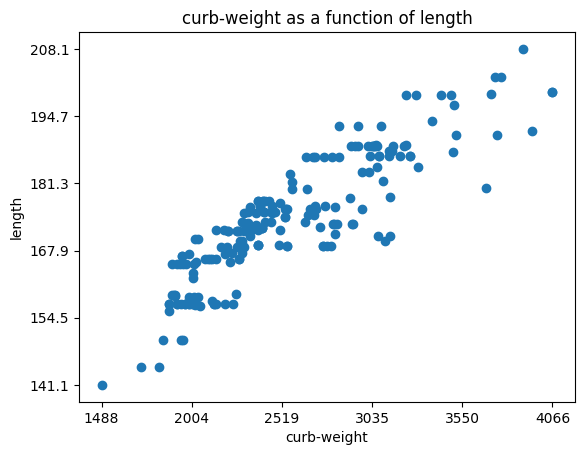 curb-weight as a function of length
208.1
194.7
181.3
167.9
154.5
141.1
length
1488 2004 2519 3035 3550 4066
curb-weight